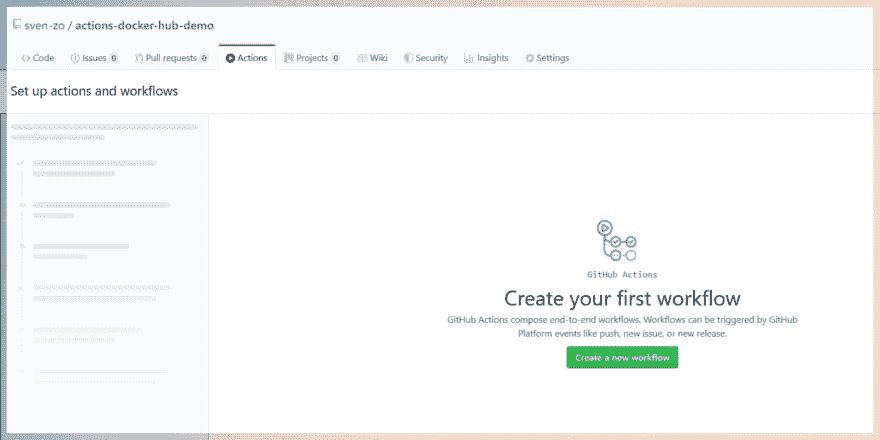 sven-zo / actions-docker-hub-demo
Code Issues 0 Pull requests 0 Actions Projects 0 Wiki Security Insights Settings
Set up actions and workflows
GitHub Actions
Create your first workflow
GitHub Actions compose end-to-end workflows. Workflows can be triggered by GitHub
Platform events like push, new issue, or new release.
Create a new workflow